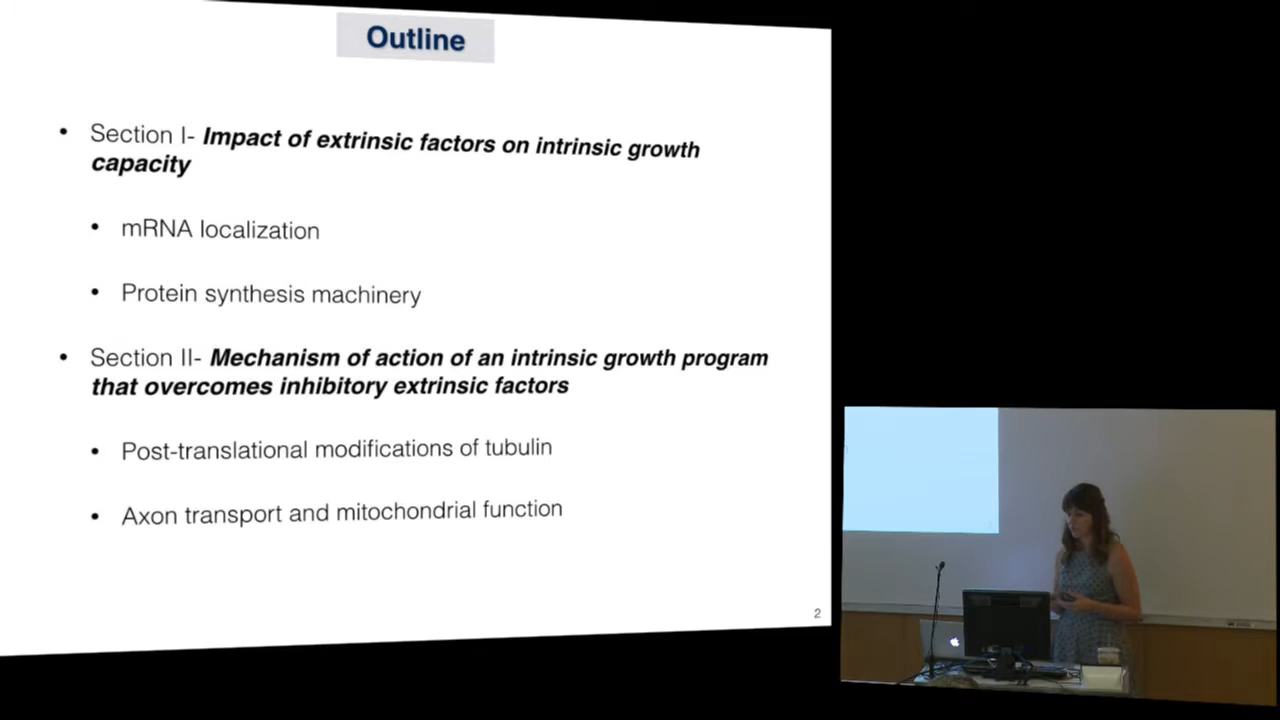 Outline
• Section I- Impact of extrinsic factors on intrinsic growth
capacity
• mRNA localization
• Protein synthesis machinery
• Section II- Mechanism of action of an intrinsic growth program
that overcomes inhibitory extrinsic factors
• Post-translational modifications of tubulin
• Axon transport and mitochondrial function
2